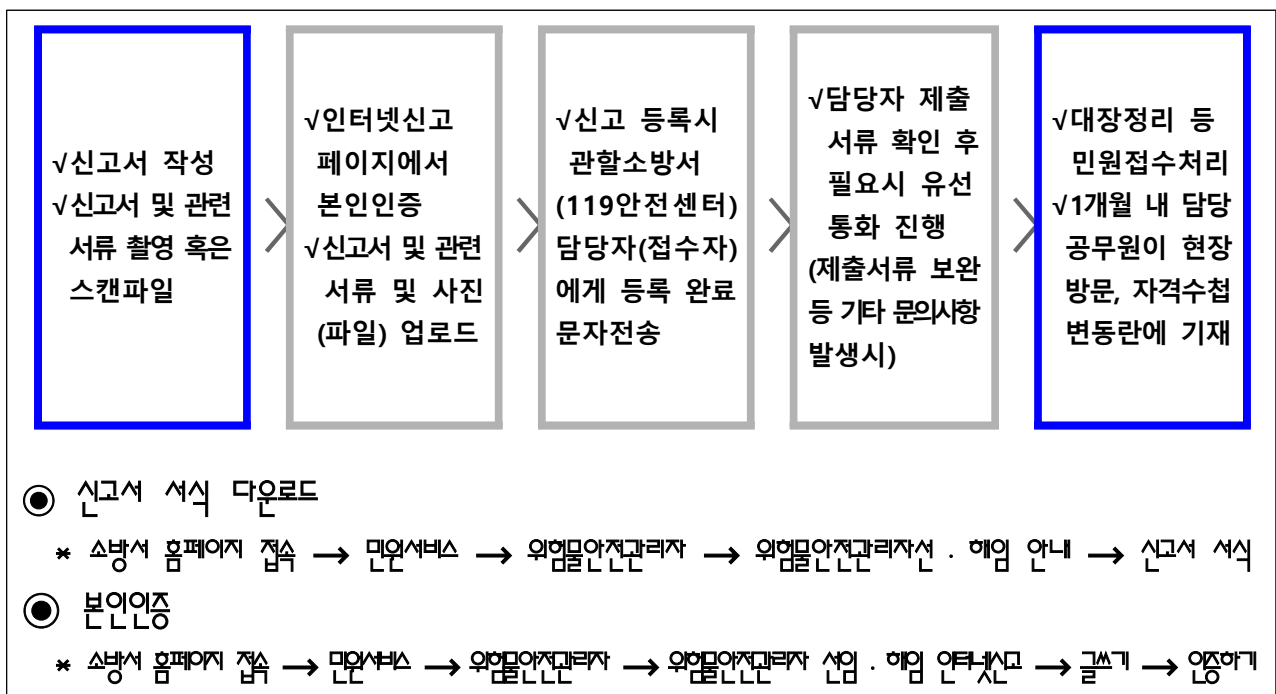 √신고서 작성
√신고서 및 관련
서류 촬영 혹은
스캔파일
√인터넷신고
페이지에서
본인인증
√신고서 및 관련
서류 및 사진
(파일) 업로드
√신고 등록시
관할소방서
(119안전센터)
담당자(접수자)
에게 등록 완료
문자전송
√담당자 제출
서류 확인 후
필요시 유선
통화 진행
(제출서류 보완
등 기타 문의사항
발생시)
√대장정리 등
민원접수처리
√1개월 내 담당
공무원이 현장
방문, 자격수첩
변동란에 기재
◉ 신고서 서식 다운로드
* 소방서 홈페이지 접속 → 민원서비스 → 위험물안전관리자 → 위험물안전관리자선 · 해임 안내 → 신고서 서식
◉ 본인인증
* 소방서 홈페이지 접속 → 민원서비스 → 위험물안전관리자 → 위험물안전관리자 선임 · 해임 인터넷신고 → 글쓰기 → 인증하기